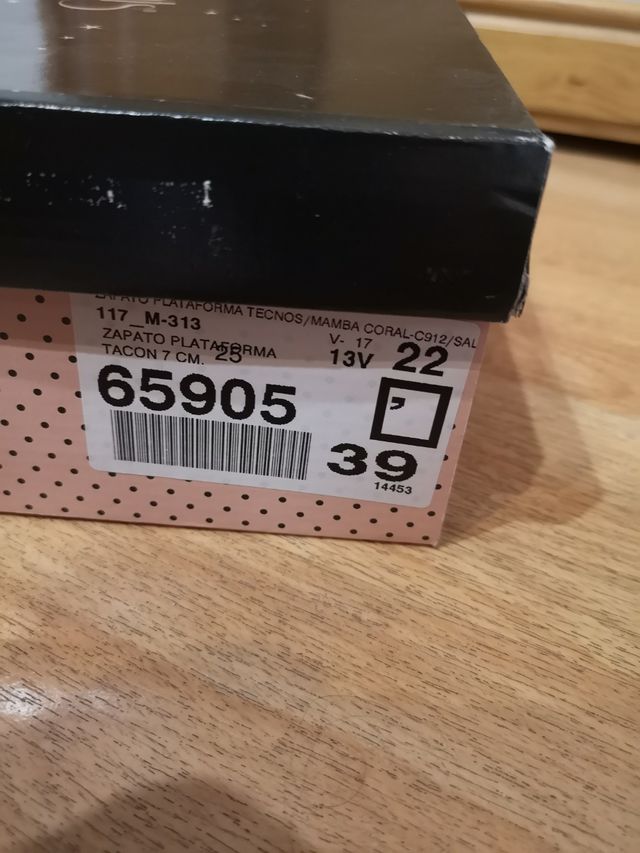 ZAPATO PLATAFORMA TECNOS/MAMBA CORAL-C912/SAL
117_M-313
V- 17
ZAPATO PLATAFORMA
13V 22
TACON 7 CM. 25
65905
,
39
14453